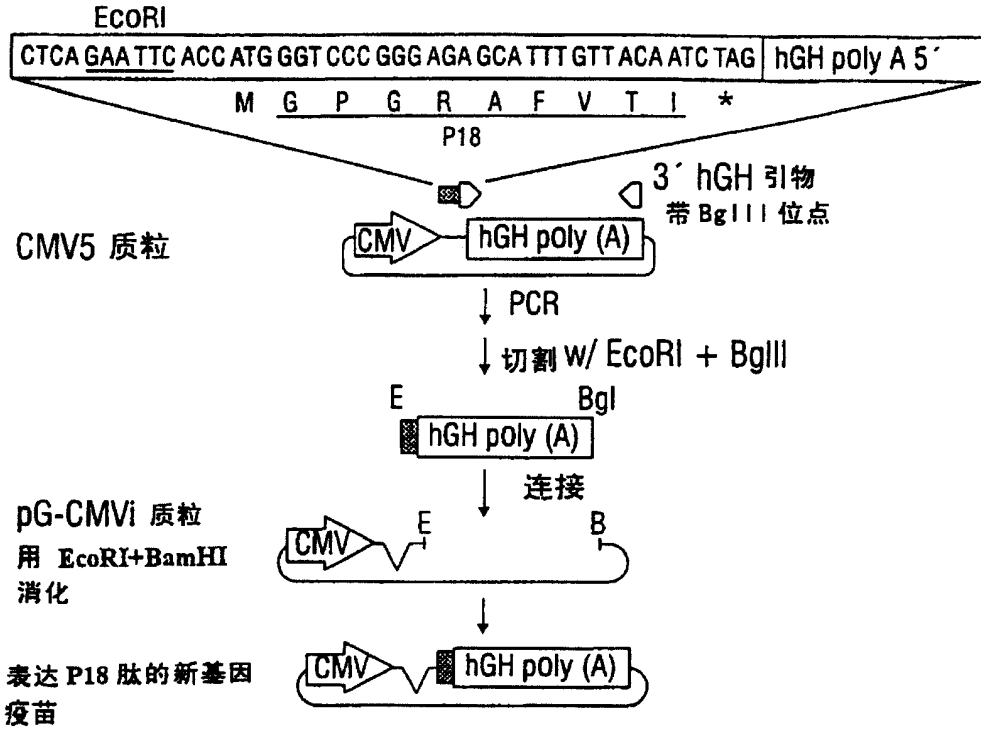 EcoRI
CTCA GAATTC ACC ATG GGT CCC GGG AGA GCA TTT GTT ACA ATC TAG hGH poly A 5´
M G P G R A F V T I *
P18
3´ hGH 引物
带 BglII 位点
CMV5 质粒
CMV
hGH poly (A)
PCR
切割 w/ EcoRI + BglII
E
Bgl
hGH poly (A)
连接
pG-CMVi 质粒
用 EcoRI+BamHI
消化
CMV
E
B
表达 P18 肽的新基因
疫苗
CMV
hGH poly (A)